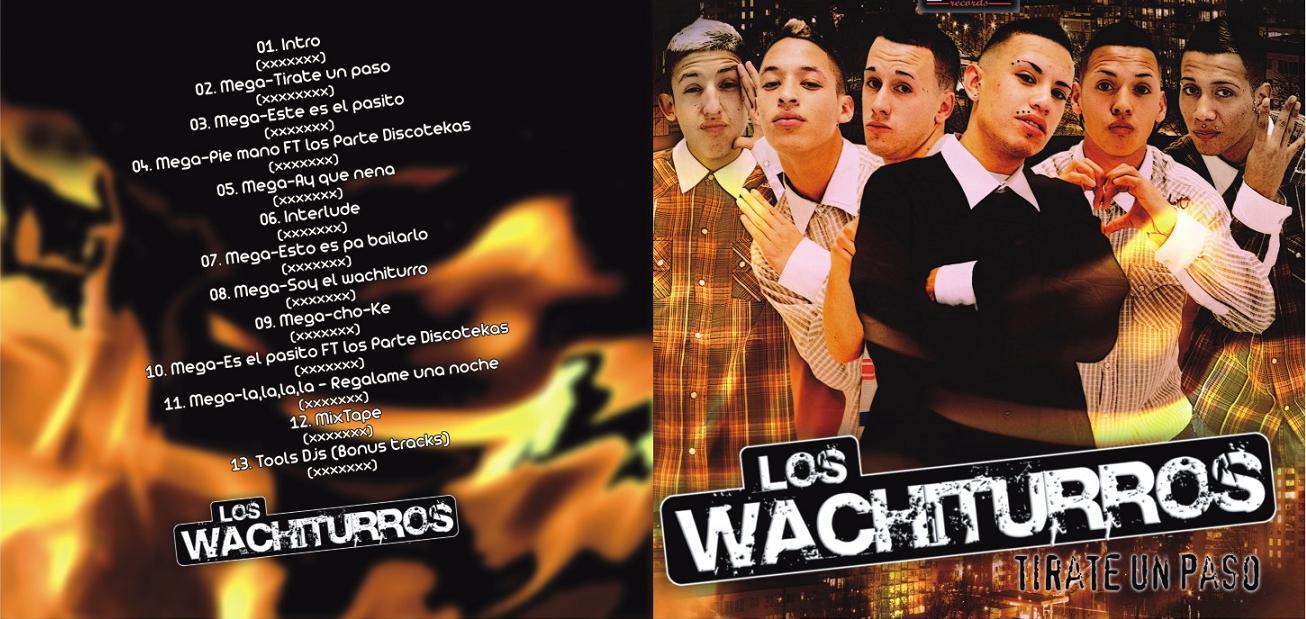 01. Intro
(xxxxxxx)
02. Mega-Tirate un paso
(xxxxxxxx)
03. Mega-Este es el pasito
(xxxxxxx)
04. Mega-Pie mano FT los Parte Discotekas
(xxxxxxx)
05. Mega-Ay que nena
(xxxxxxx)
06. Interlude
(xxxxxxx)
07. Mega-Esto es pa bailarlo
(xxxxxxx)
08. Mega-Soy el wachiturro
(xxxxxxx)
09. Mega-cho-Ke
(xxxxxxx)
10. Mega-Es el pasito FT los Parte Discotekas
(xxxxxxx)
11. Mega-la,la,la,la - Regalame una noche
(xxxxxxx)
12. MixTape
(xxxxxxx)
13. Tools DJs (Bonus tracks)
(xxxxxxx)
LOS
WACHITURROS
records
LOS
WACHITURROS
TIRATE UN PASO